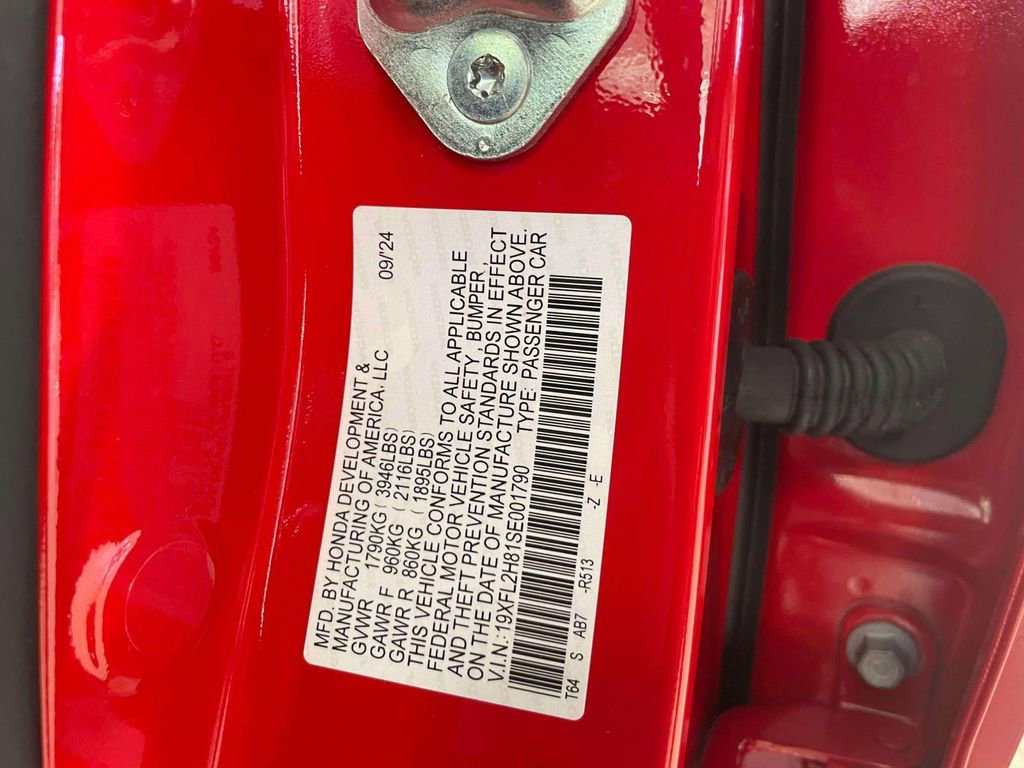 MFD. BY HONDA DEVELOPMENT &
MANUFACTURING OF AMERICA, LLC 09/24
GVWR 1790KG (3946LBS)
GAWR F 960KG (2116LBS)
GAWR R 860KG (1895LBS)
THIS VEHICLE CONFORMS TO ALL APPLICABLE
FEDERAL MOTOR VEHICLE SAFETY, BUMPER,
AND THEFT PREVENTION STANDARDS IN EFFECT
ON THE DATE OF MANUFACTURE SHOWN ABOVE.
V.I.N.:19XFL2H81SE001790 TYPE: PASSENGER CAR
T64 S AB7 -R513 -Z -E